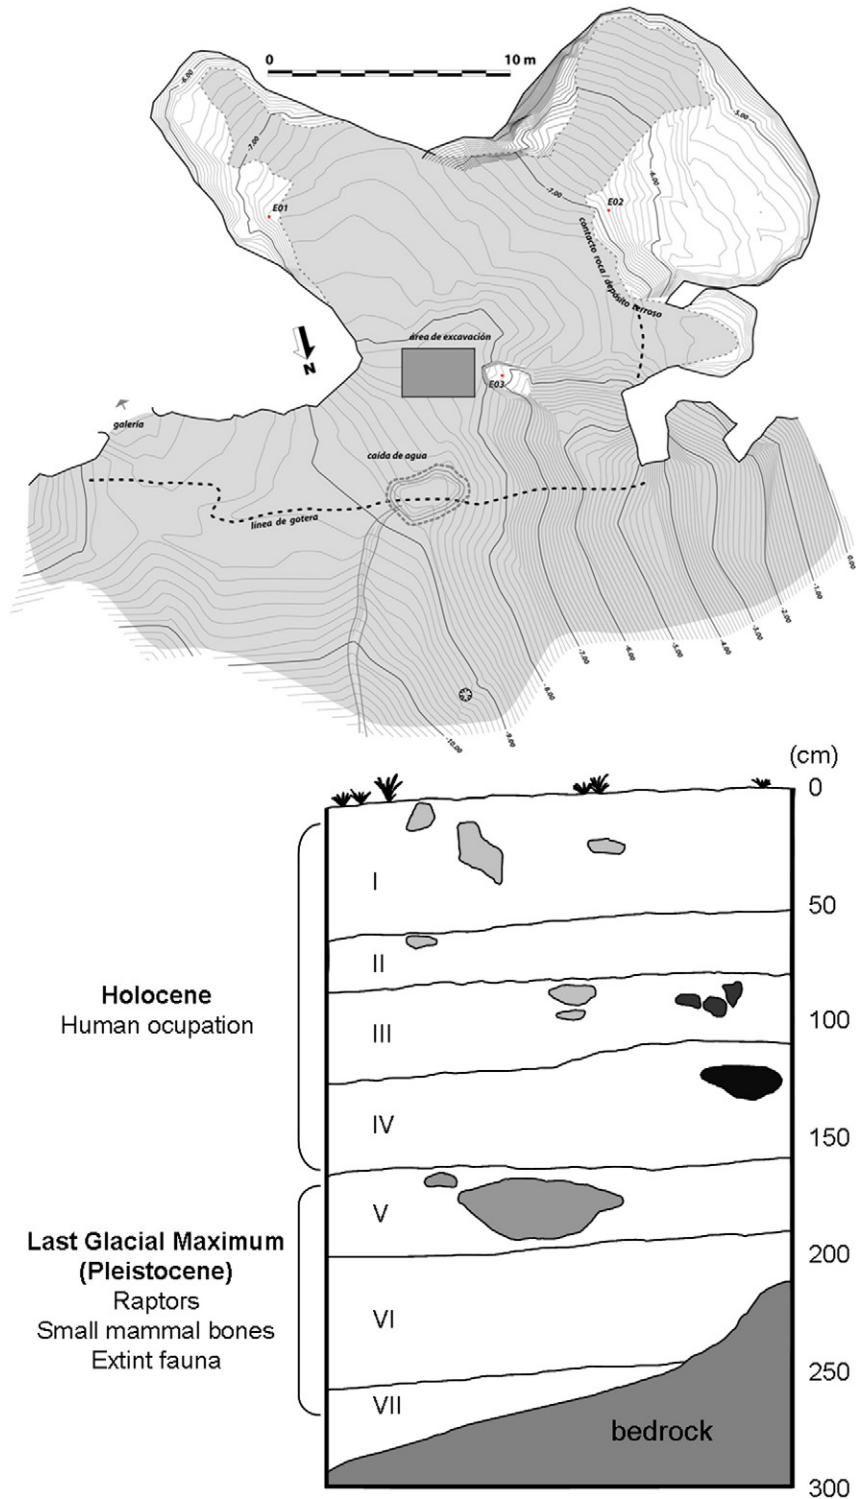 0
10 m
-6.00
-5.00
-7.00
-6.00
-7.00
E01
E02
contacto roca / depósito terroso
N
área de excavación
E03
galería
caída de agua
línea de gotera
0.00
-1.00
-2.00
-3.00
-4.00
-5.00
-6.00
-7.00
-8.00
-9.00
-10.00
(cm)
0
I
50
II
Holocene
Human ocupation
100
III
IV
150
V
Last Glacial Maximum
(Pleistocene)
Raptors
Small mammal bones
Extint fauna
200
VI
250
VII
bedrock
300